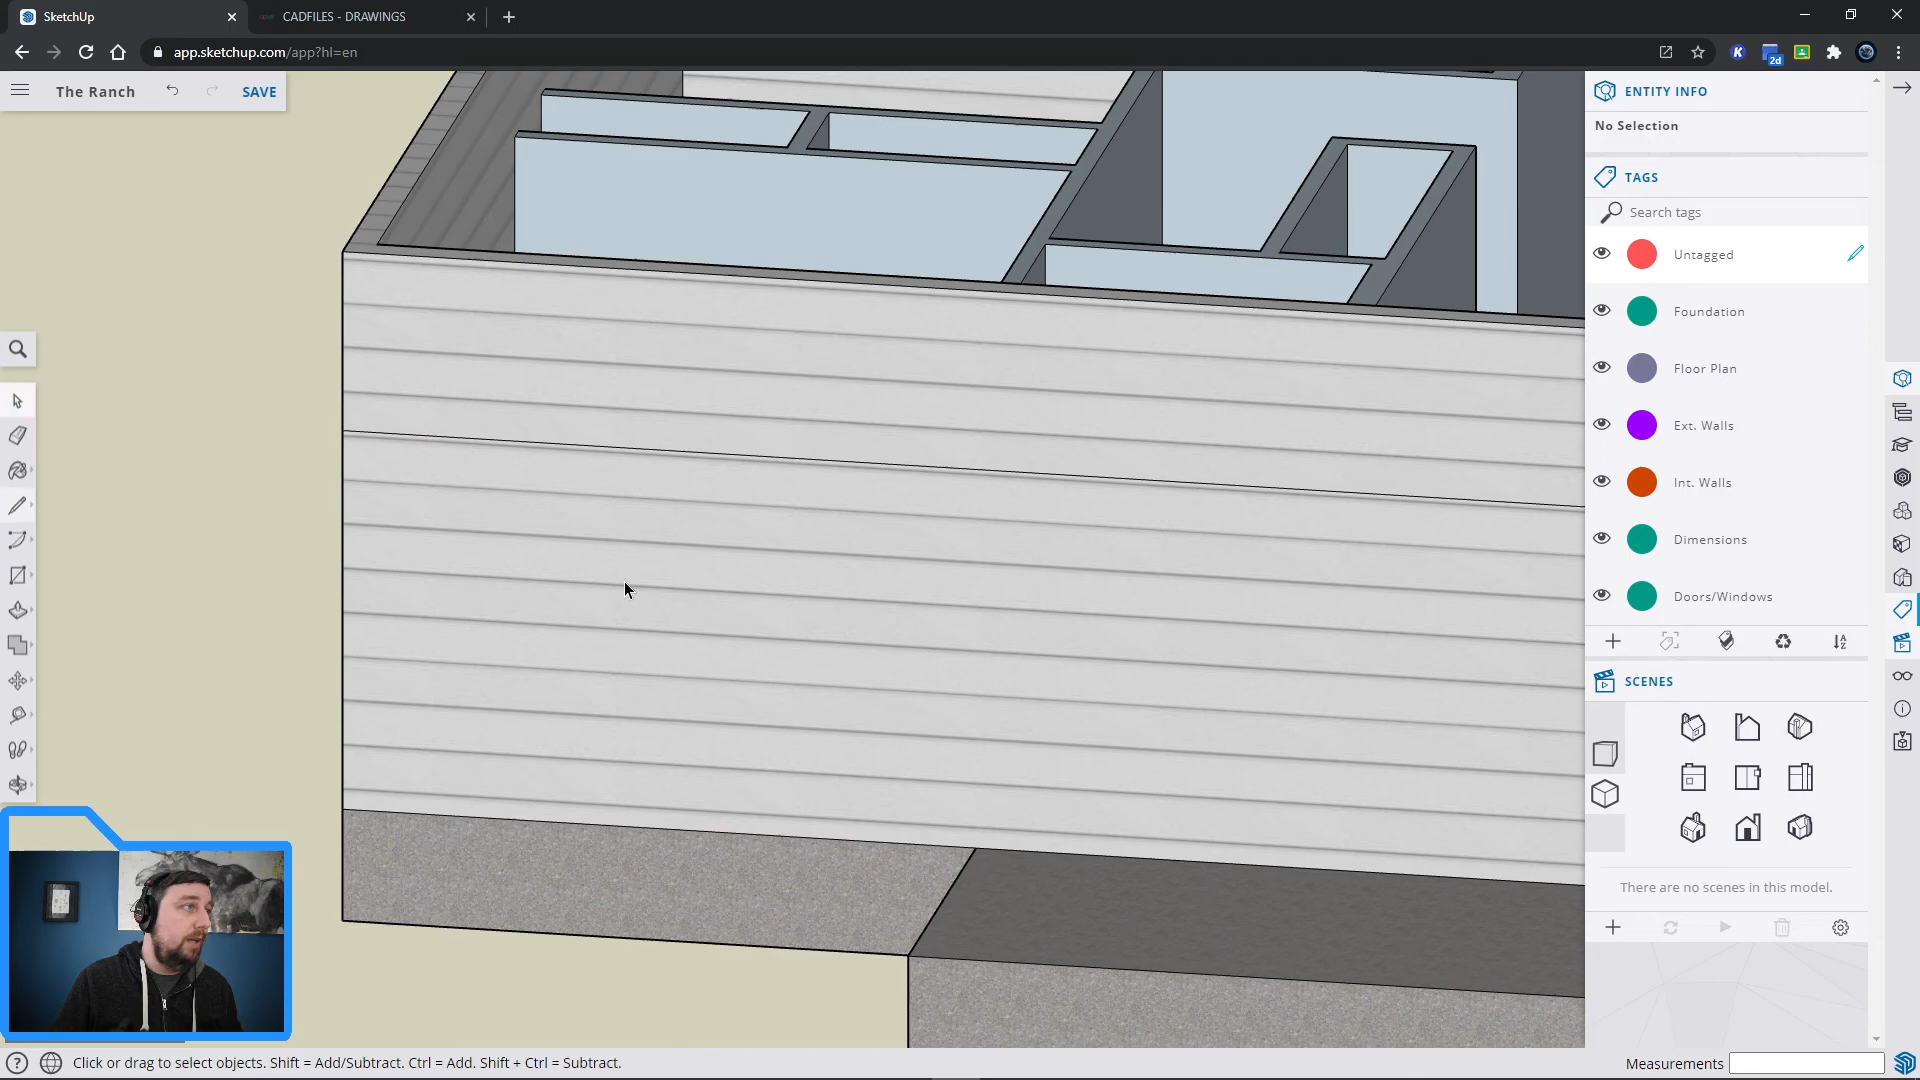 SketchUp
CADFILES - DRAWINGS
app.sketchup.com/app?hl=en
2d
The Ranch
SAVE
ENTITY INFO
No Selection
TAGS
Search tags
Untagged
Foundation
Floor Plan
Ext. Walls
Int. Walls
Dimensions
Doors/Windows
SCENES
There are no scenes in this model.
Click or drag to select objects. Shift = Add/Subtract. Ctrl = Add. Shift + Ctrl = Subtract.
Measurements